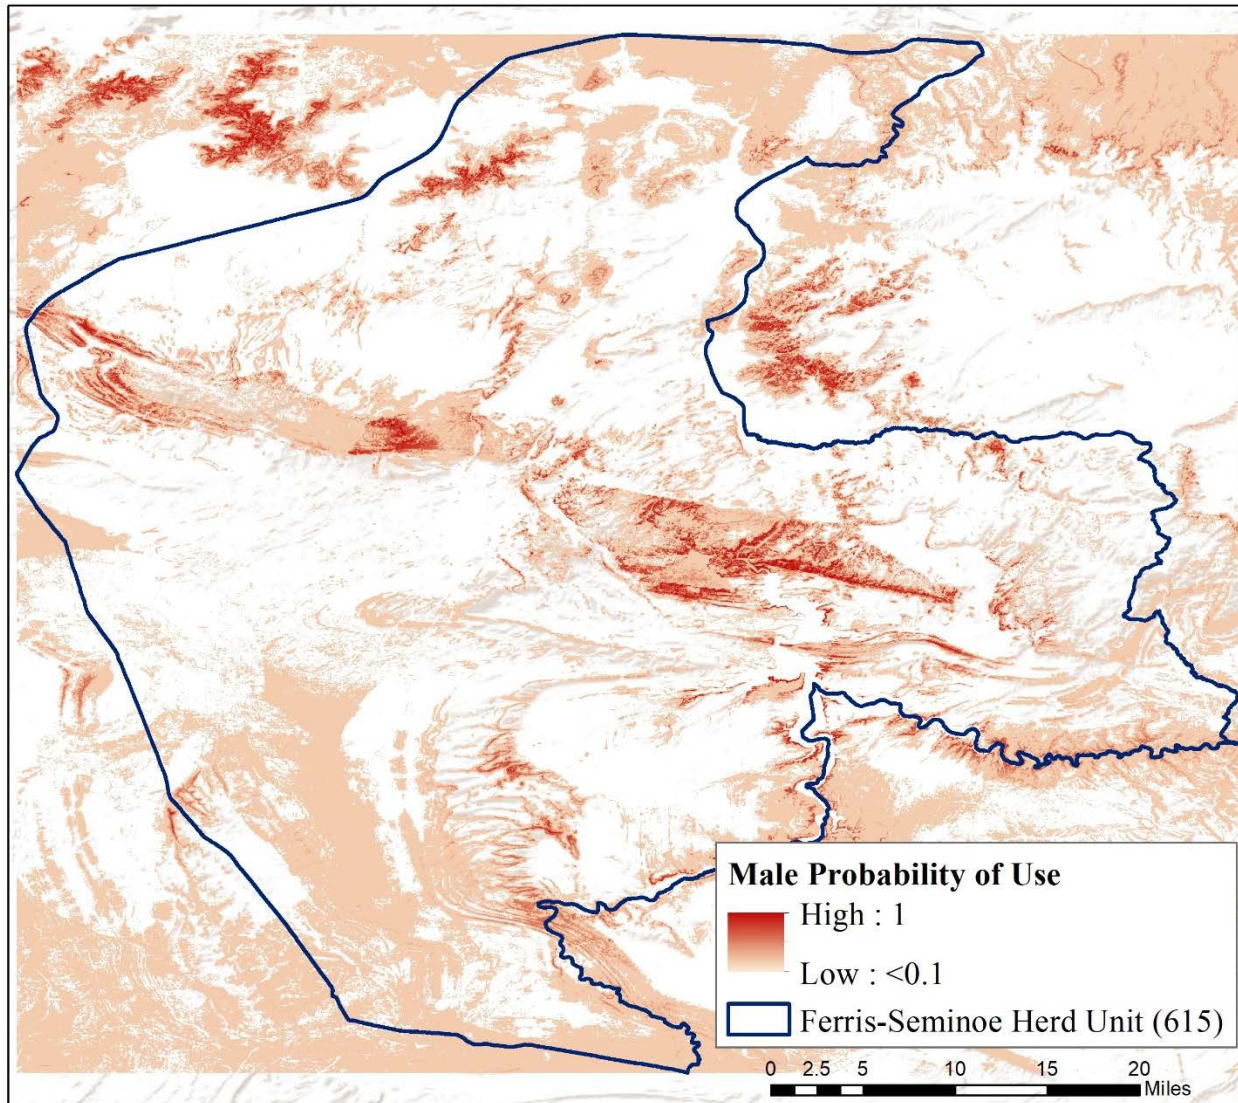 Male Probability of Use
High : 1
Low : <0.1
Ferris-Seminoe Herd Unit (615)
0 2.5 5 10 15 20
Miles